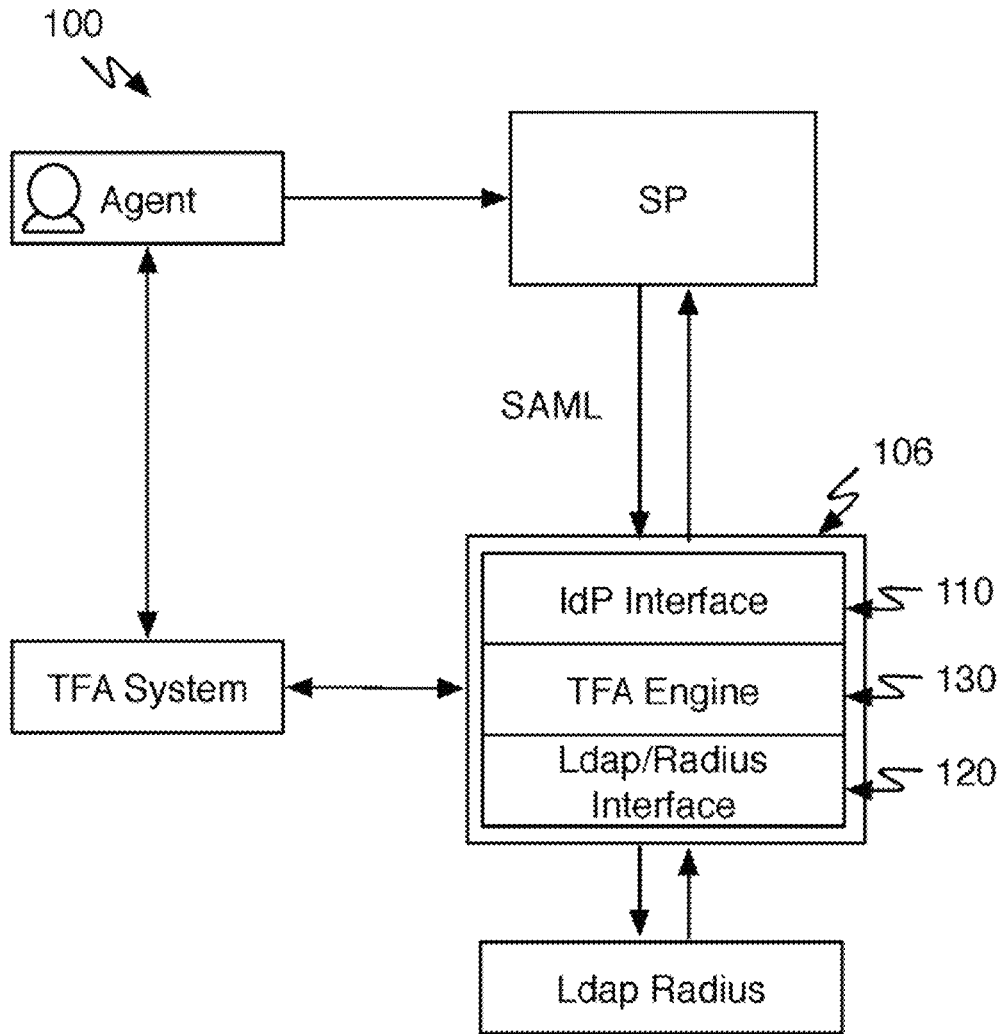 100
Agent
SP
SAML
106
IdP Interface
110
TFA System
TFA Engine
130
Ldap/Radius
Interface
120
Ldap Radius